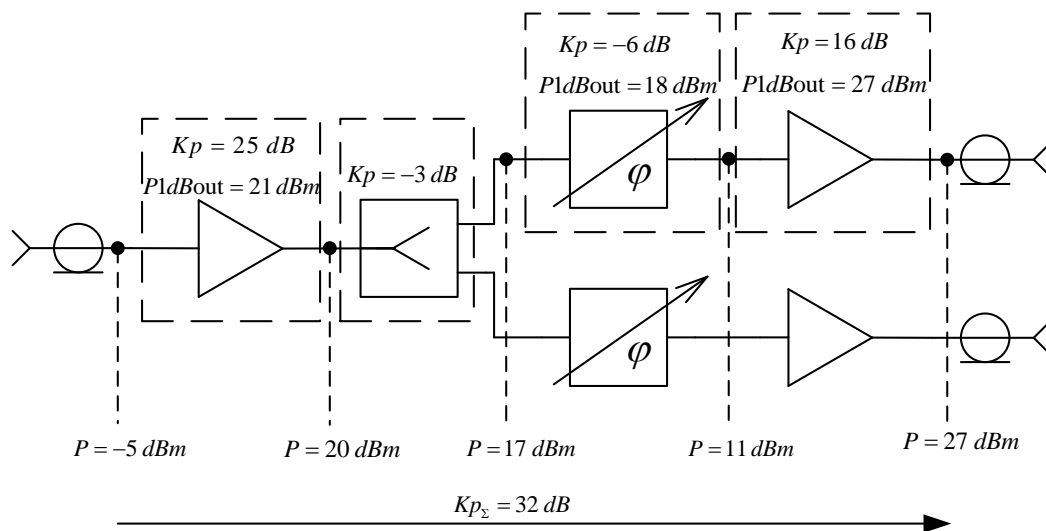 Kp = −6 dB
P1dBout = 18 dBm
Kp = 16 dB
P1dBout = 27 dBm
Kp = 25 dB
P1dBout = 21 dBm
Kp = −3 dB
φ
φ
P = −5 dBm
P = 20 dBm
P = 17 dBm
P = 11 dBm
P = 27 dBm
Kp_Σ = 32 dB